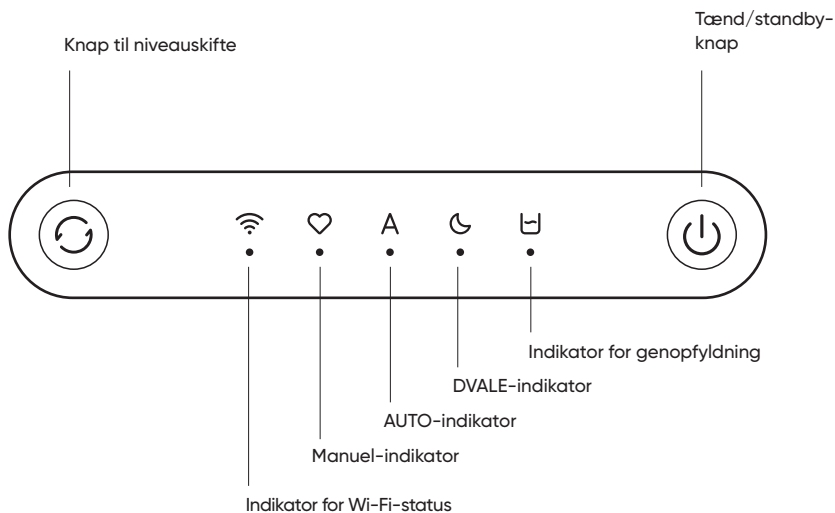 Tænd/standby-
knap
Knap til niveauskifte
A
Indikator for genopfyldning
DVALE-indikator
AUTO-indikator
Manuel-indikator
Indikator for Wi-Fi-status